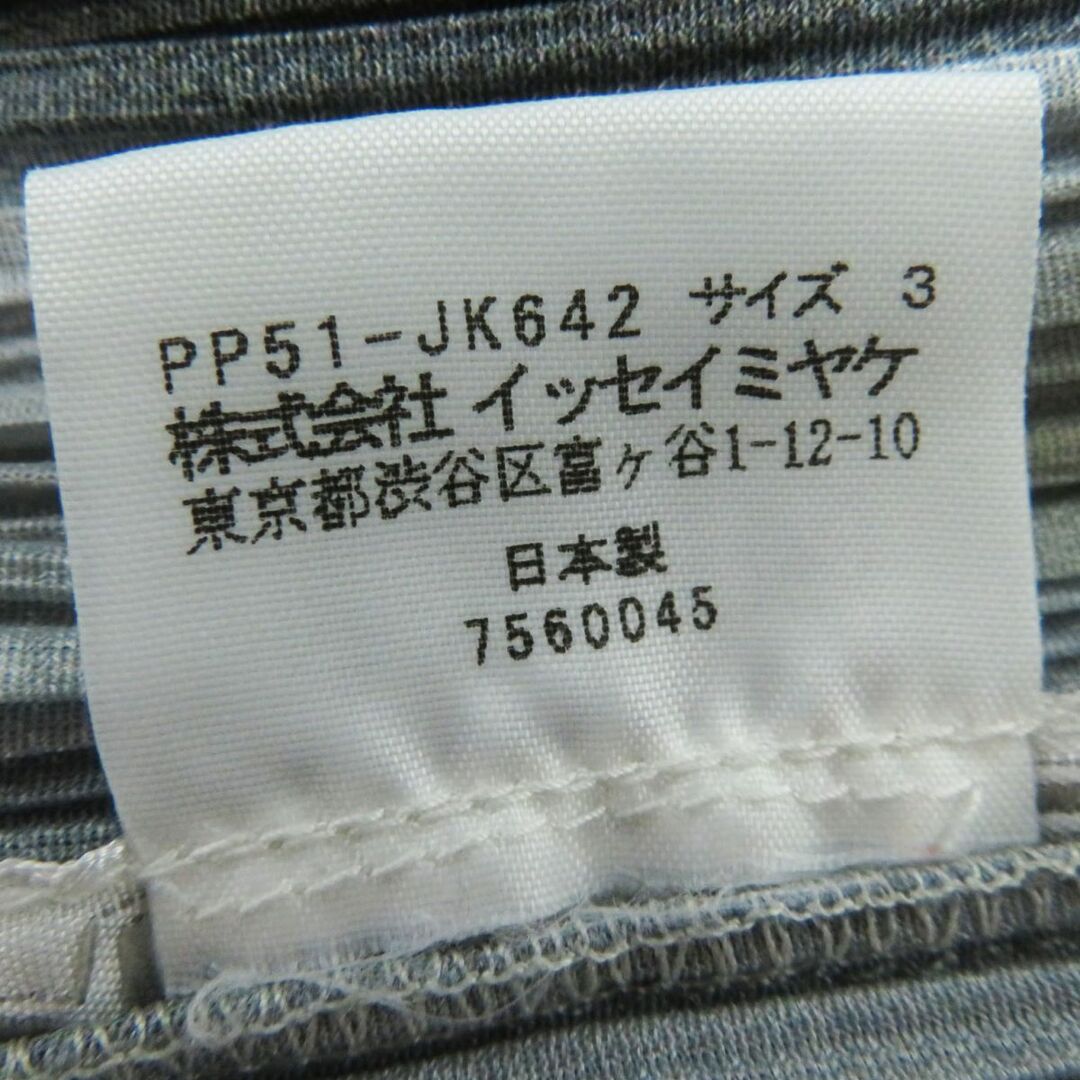 PP51-JK642 サイズ 3
株式会社 イッセイミヤケ
東京都渋谷区富ヶ谷1-12-10
日本製
7560045